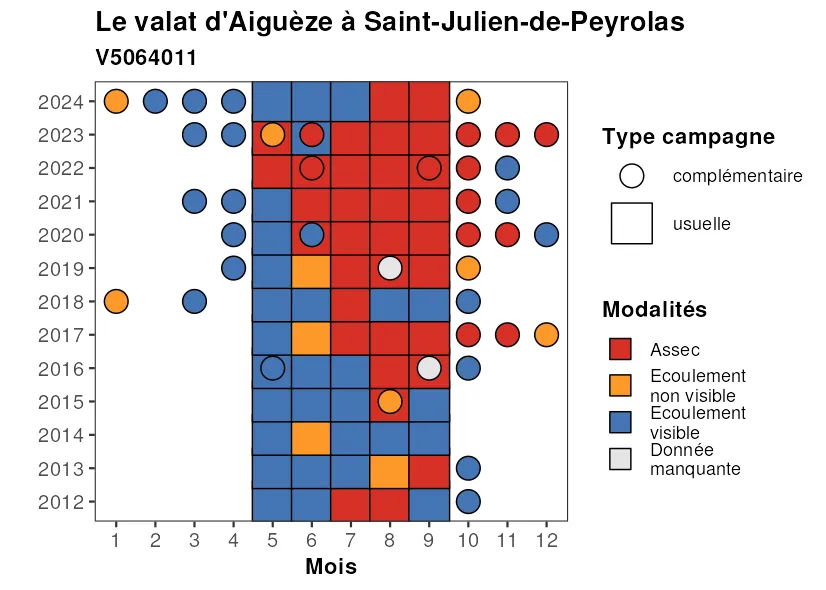 Le valat d'Aiguèze à Saint-Julien-de-Peyrolas
V5064011
2024
2023
2022
2021
2020
2019
2018
2017
2016
2015
2014
2013
2012
1 2 3 4 5 6 7 8 9 10 11 12
Mois
Type campagne
complémentaire
usuelle
Modalités
Assec
Ecoulement
non visible
Ecoulement
visible
Donnée
manquante